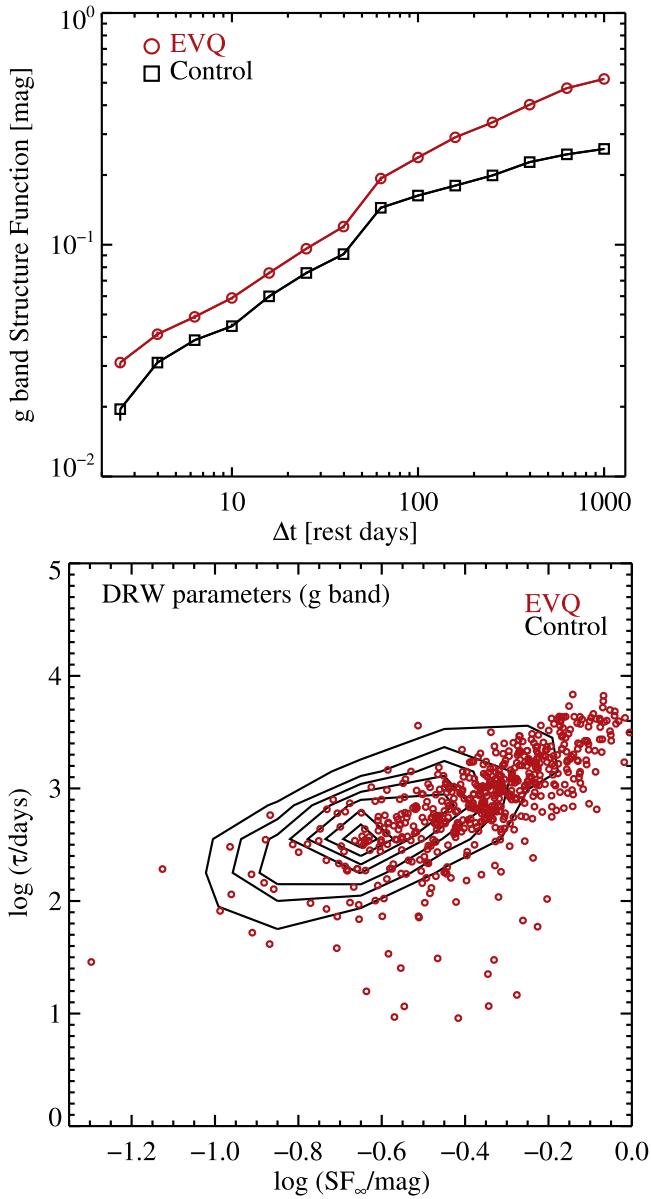 10⁰
EVQ
Control
g band Structure Function [mag]
10⁻¹
10⁻²
10 100 1000
Δt [rest days]
5
DRW parameters (g band)
EVQ
Control
4
3
log (τ/days)
2
1
0
−1.2 −1.0 −0.8 −0.6 −0.4 −0.2 0.0
log (SF∞/mag)